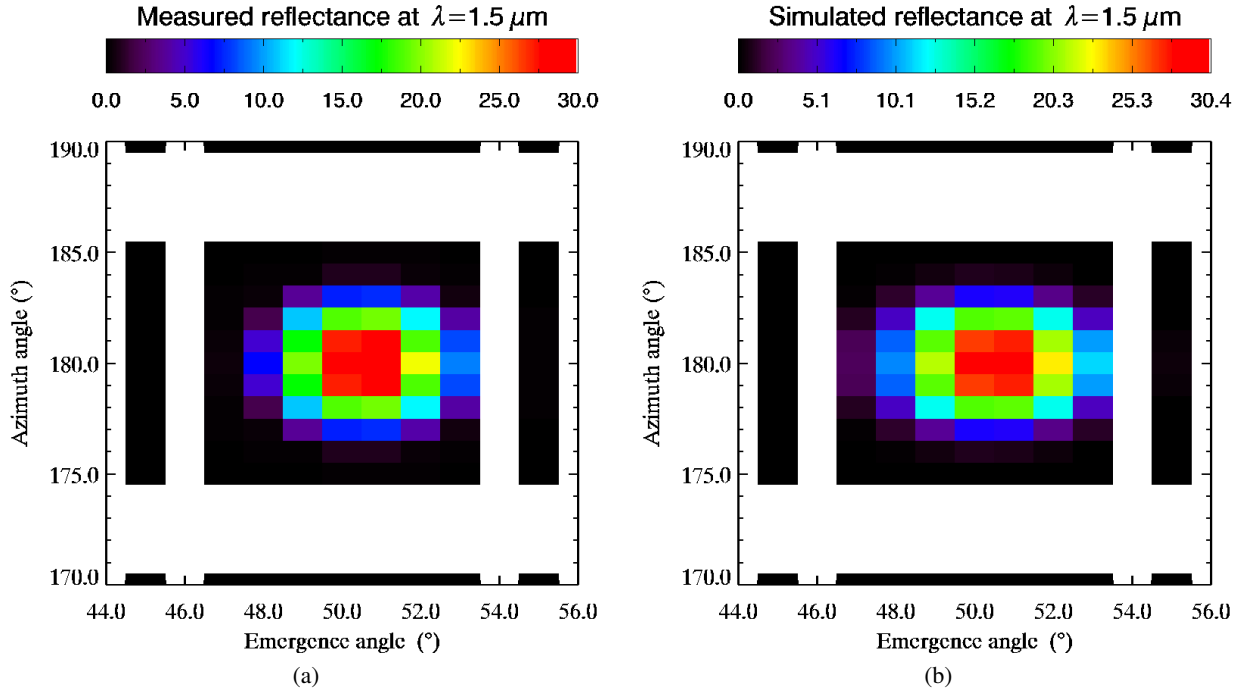 Measured reflectance at λ=1.5 μm
0.0 5.0 10.0 15.0 20.0 25.0 30.0
190.0
185.0
180.0
175.0
170.0
Azimuth angle (°)
44.0 46.0 48.0 50.0 52.0 54.0 56.0
Emergence angle (°)
(a)
Simulated reflectance at λ=1.5 μm
0.0 5.1 10.1 15.2 20.3 25.3 30.4
190.0
185.0
180.0
175.0
170.0
Azimuth angle (°)
44.0 46.0 48.0 50.0 52.0 54.0 56.0
Emergence angle (°)
(b)